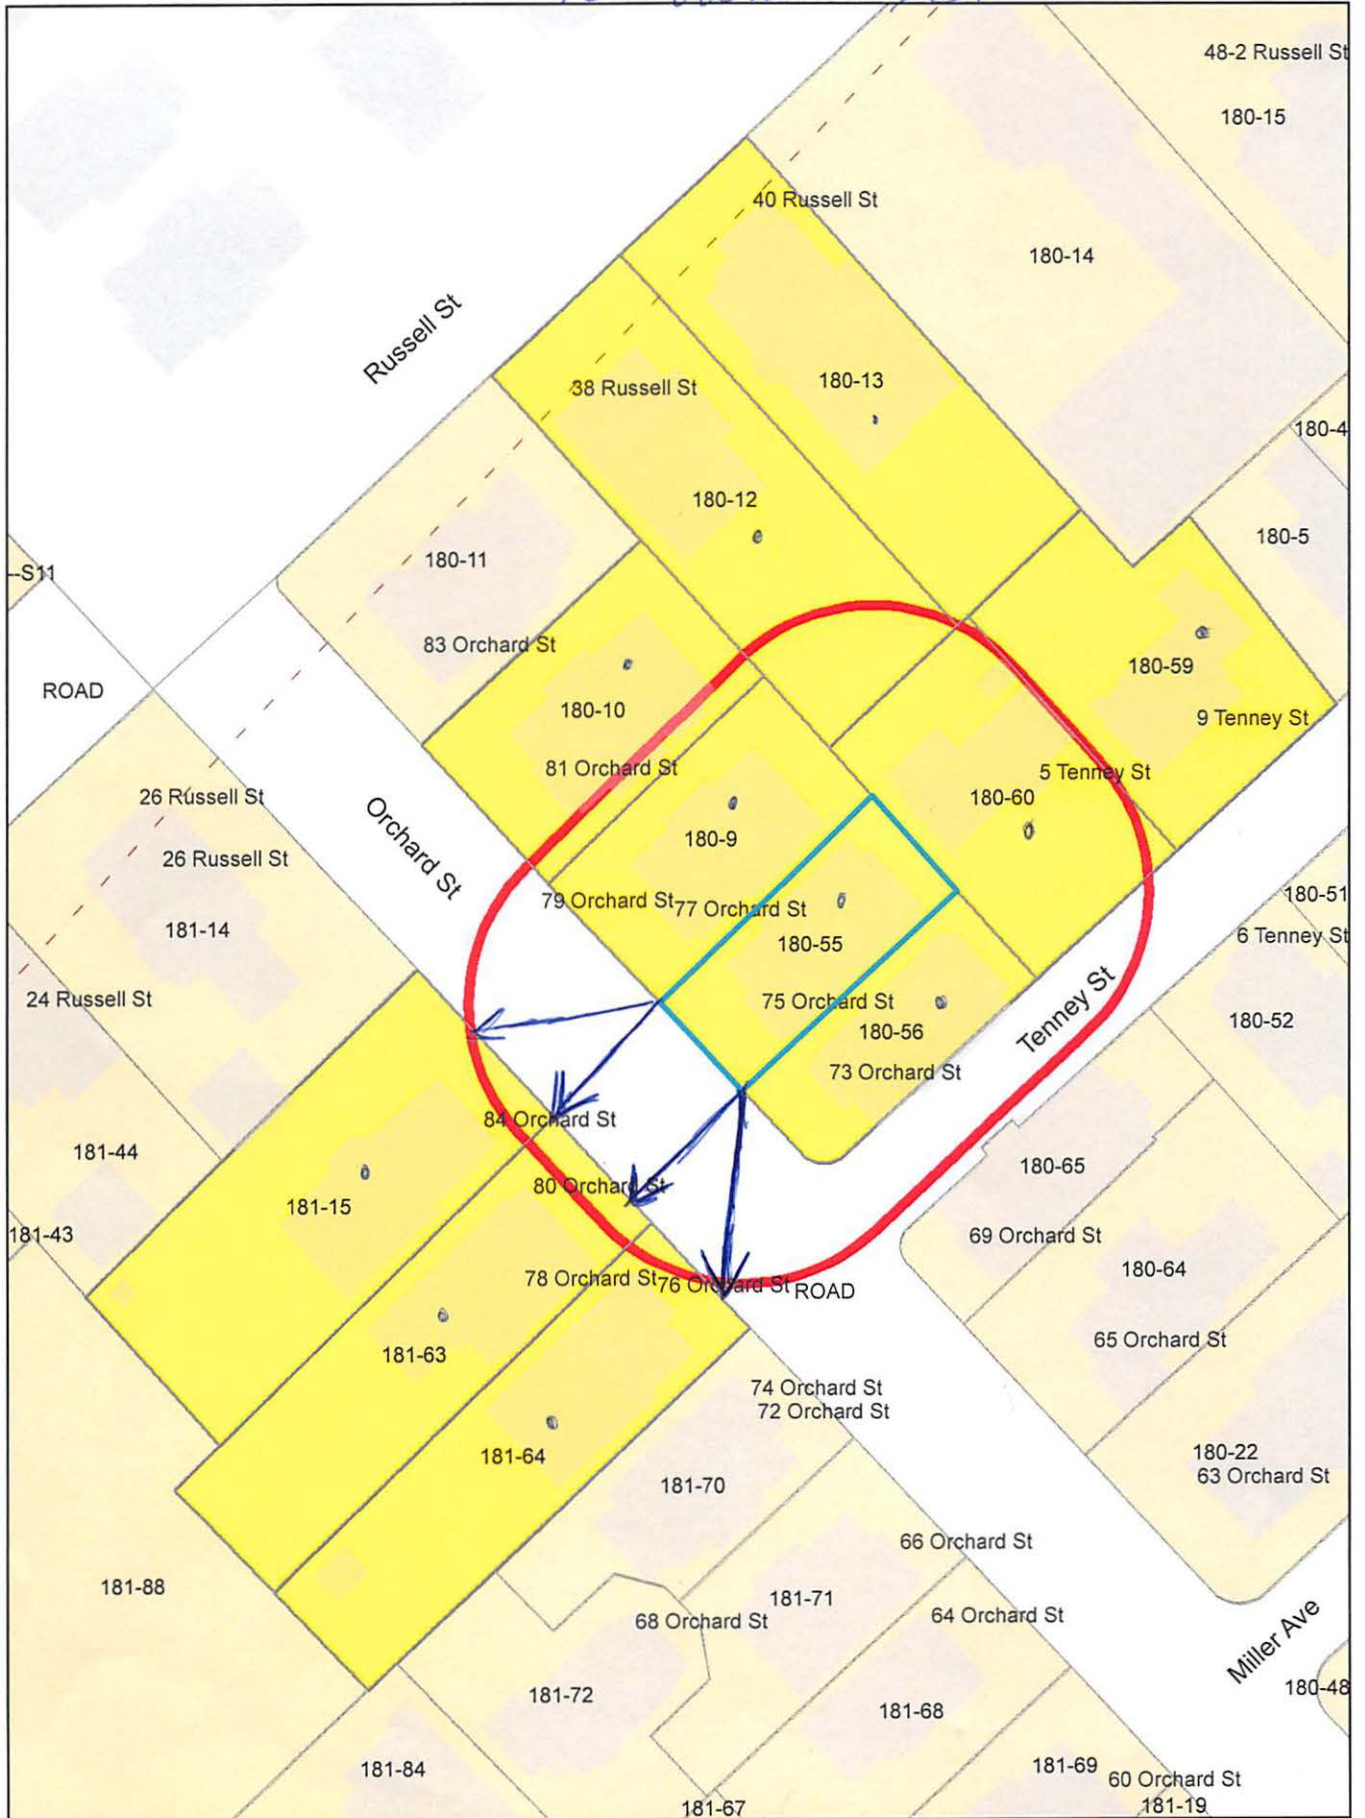 48-2 Russell St
180-15
40 Russell St
180-14
Russell St
180-13
38 Russell St
180-4
180-12
180-5
180-11
--S11
83 Orchard St
180-59
ROAD
180-10
9 Tenney St
81 Orchard St
5 Tenney St
26 Russell St
180-60
Orchard St
180-9
26 Russell St
180-51
79 Orchard St
77 Orchard St
181-14
180-55
6 Tenney St
24 Russell St
75 Orchard St
Tenney St
180-52
180-56
73 Orchard St
84 Orchard St
181-44
180-65
80 Orchard St
181-15
181-43
69 Orchard St
180-64
78 Orchard St
76 Orchard St
ROAD
65 Orchard St
181-63
74 Orchard St
72 Orchard St
181-64
180-22
63 Orchard St
181-70
66 Orchard St
181-88
181-71
68 Orchard St
64 Orchard St
Miller Ave
180-48
181-72
181-68
181-84
181-69
60 Orchard St
181-67
181-19